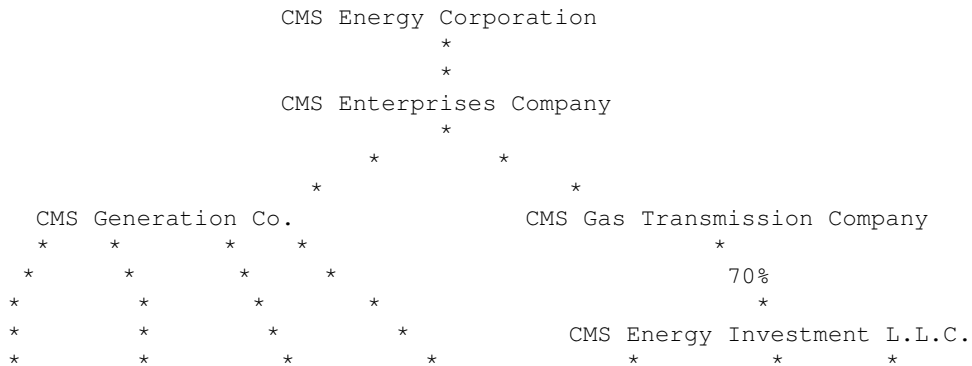 CMS Energy Corporation
*
*
CMS Enterprises Company
*
* *
* *
CMS Generation Co. CMS Gas Transmission Company
* * * * *
* * * * 70%
* * * * *
* * * * CMS Energy Investment L.L.C.
* * * * * * *